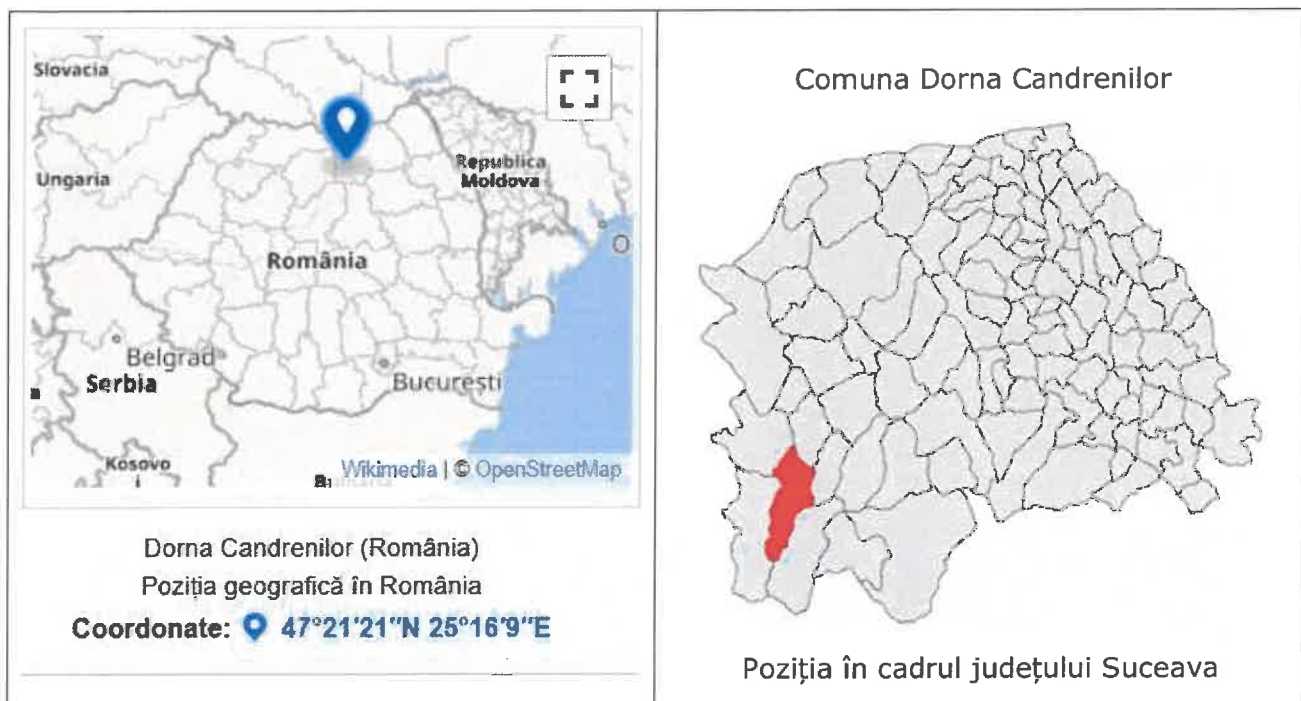 Slovacia
Ungaria
Republica
Moldova
România
O
Belgrad
Serbia
București
Kosovo
Wikimedia | © OpenStreetMap
Dorna Candrenilor (România)
Poziția geografică în România
Coordonate: 47°21'21"N 25°16'9"E
Comuna Dorna Candrenilor
Poziția în cadrul județului Suceava